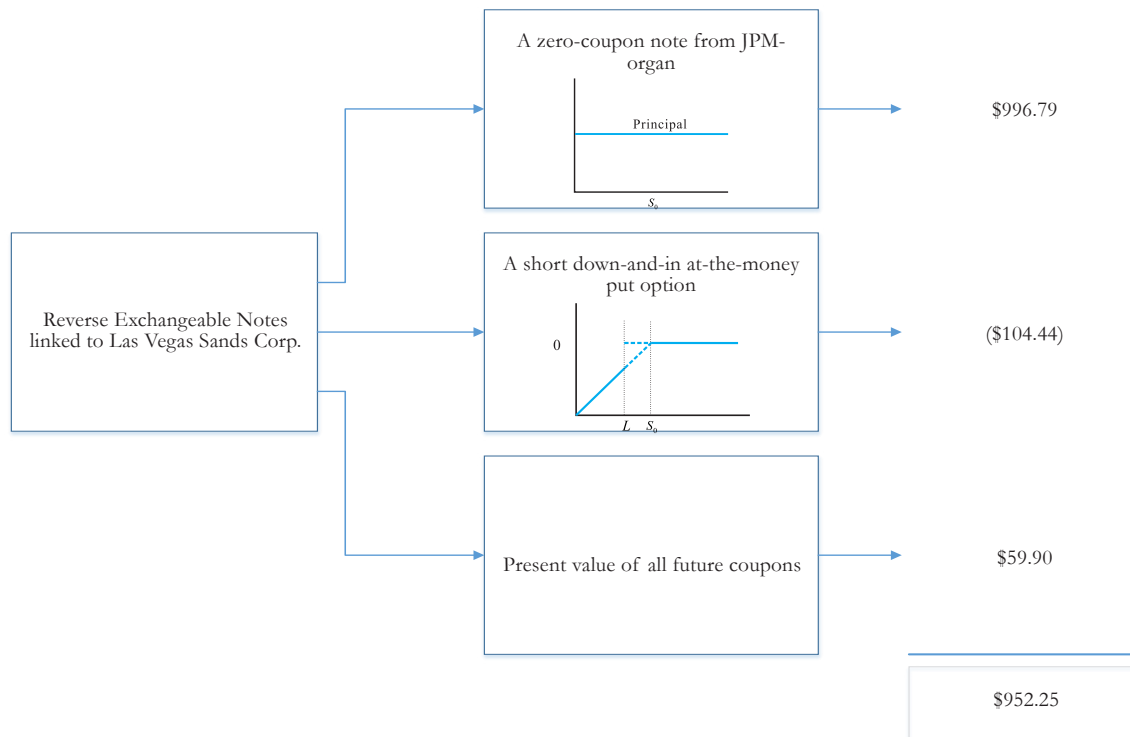 A zero-coupon note from JPM-
organ
Principal
S₀
$996.79
Reverse Exchangeable Notes
linked to Las Vegas Sands Corp.
A short down-and-in at-the-money
put option
0
L S₀
($104.44)
Present value of all future coupons
$59.90
$952.25